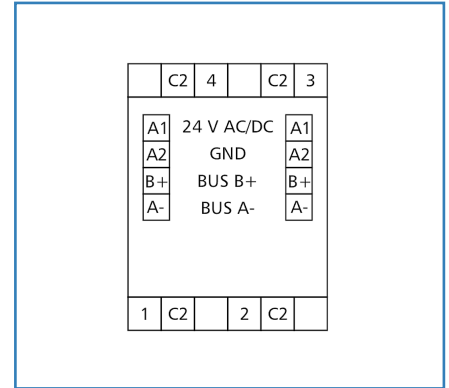 C2 4 C2 3
A1 24 V AC/DC A1
A2 GND A2
B+ BUS B+ B+
A- BUS A- A-
1 C2 2 C2